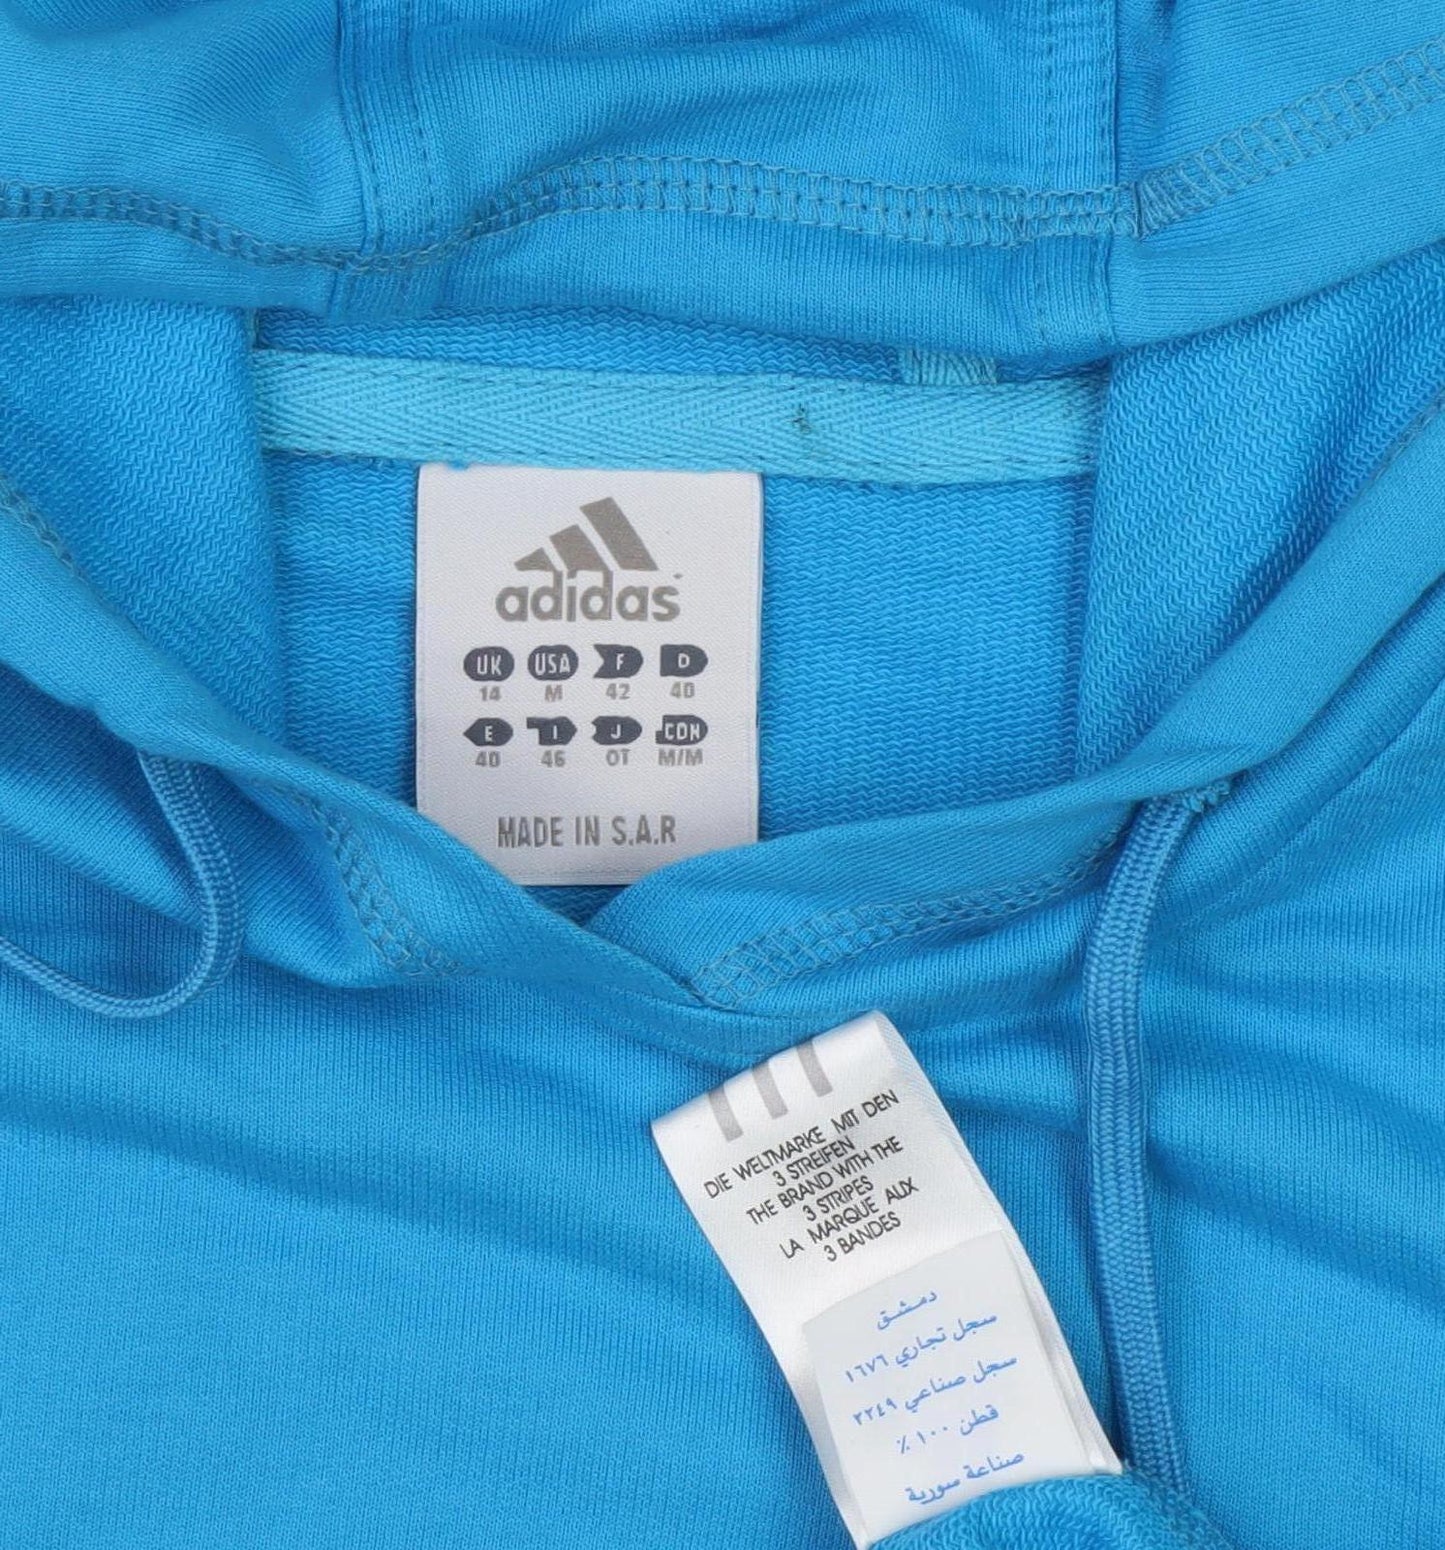 adidas
UK USA F D
14 M 42 40
E I J CDN
40 46 OT M/M
MADE IN S.A.R
DIE WELTMARKE MIT DEN
3 STREIFEN
THE BRAND WITH THE
3 STRIPES
LA MARQUE AUX
3 BANDES
دمشق
سجل تجاري ١٦٧٦
سجل صناعي ٢٢٤٩
قطن ١٠٠ ٪
صناعة سورية